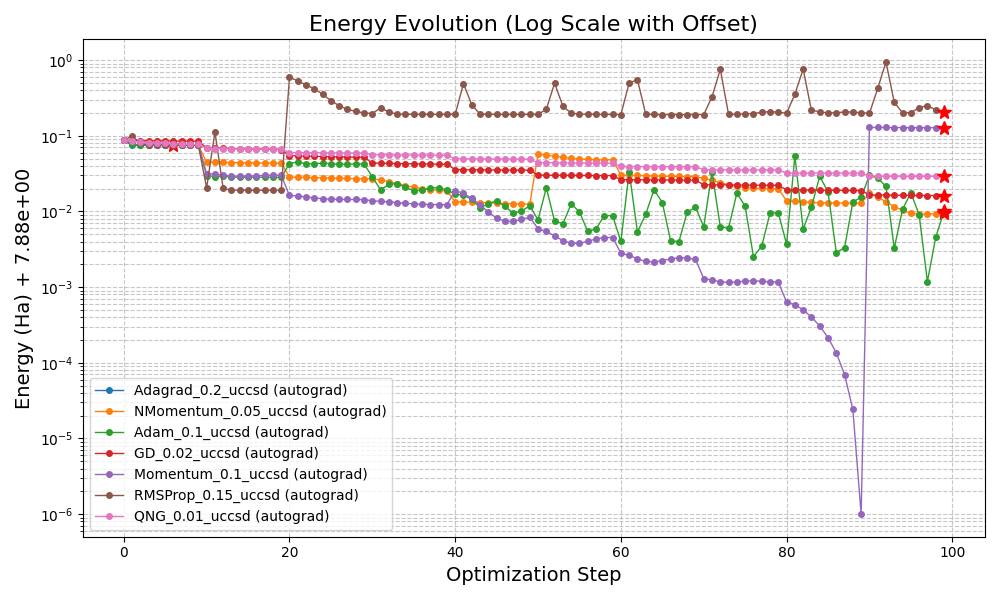 Energy Evolution (Log Scale with Offset)
Energy (Ha) + 7.88e+00
10⁰
10⁻¹
10⁻²
10⁻³
10⁻⁴
10⁻⁵
10⁻⁶
Adagrad_0.2_uccsd (autograd)
NMomentum_0.05_uccsd (autograd)
Adam_0.1_uccsd (autograd)
GD_0.02_uccsd (autograd)
Momentum_0.1_uccsd (autograd)
RMSProp_0.15_uccsd (autograd)
QNG_0.01_uccsd (autograd)
0 20 40 60 80 100
Optimization Step